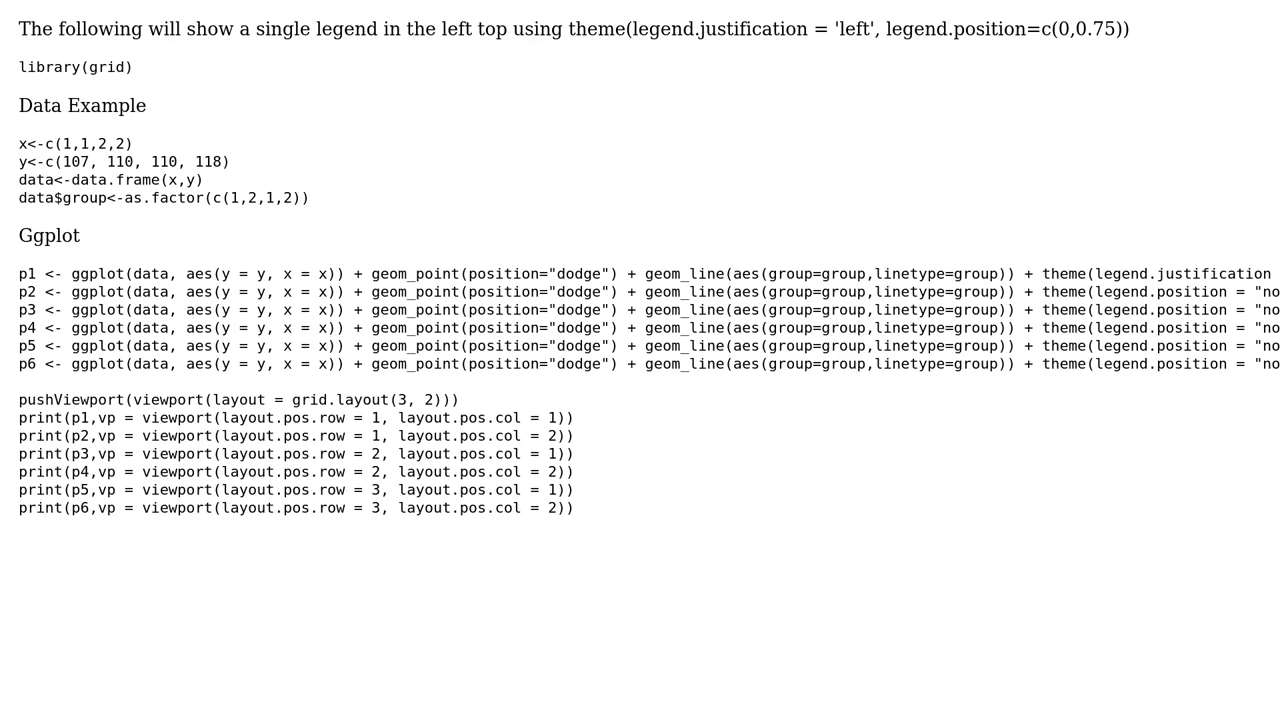 The following will show a single legend in the left top using theme(legend.justification = 'left', legend.position=c(0,0.75))
library(grid)
Data Example
x<-c(1,1,2,2)
y<-c(107, 110, 110, 118)
data<-data.frame(x,y)
data$group<-as.factor(c(1,2,1,2))
Ggplot
p1 <- ggplot(data, aes(y = y, x = x)) + geom_point(position="dodge") + geom_line(aes(group=group,linetype=group)) + theme(legend.justification
p2 <- ggplot(data, aes(y = y, x = x)) + geom_point(position="dodge") + geom_line(aes(group=group,linetype=group)) + theme(legend.position = "no
p3 <- ggplot(data, aes(y = y, x = x)) + geom_point(position="dodge") + geom_line(aes(group=group,linetype=group)) + theme(legend.position = "no
p4 <- ggplot(data, aes(y = y, x = x)) + geom_point(position="dodge") + geom_line(aes(group=group,linetype=group)) + theme(legend.position = "no
p5 <- ggplot(data, aes(y = y, x = x)) + geom_point(position="dodge") + geom_line(aes(group=group,linetype=group)) + theme(legend.position = "no
p6 <- ggplot(data, aes(y = y, x = x)) + geom_point(position="dodge") + geom_line(aes(group=group,linetype=group)) + theme(legend.position = "no
pushViewport(viewport(layout = grid.layout(3, 2)))
print(p1,vp = viewport(layout.pos.row = 1, layout.pos.col = 1))
print(p2,vp = viewport(layout.pos.row = 1, layout.pos.col = 2))
print(p3,vp = viewport(layout.pos.row = 2, layout.pos.col = 1))
print(p4,vp = viewport(layout.pos.row = 2, layout.pos.col = 2))
print(p5,vp = viewport(layout.pos.row = 3, layout.pos.col = 1))
print(p6,vp = viewport(layout.pos.row = 3, layout.pos.col = 2))